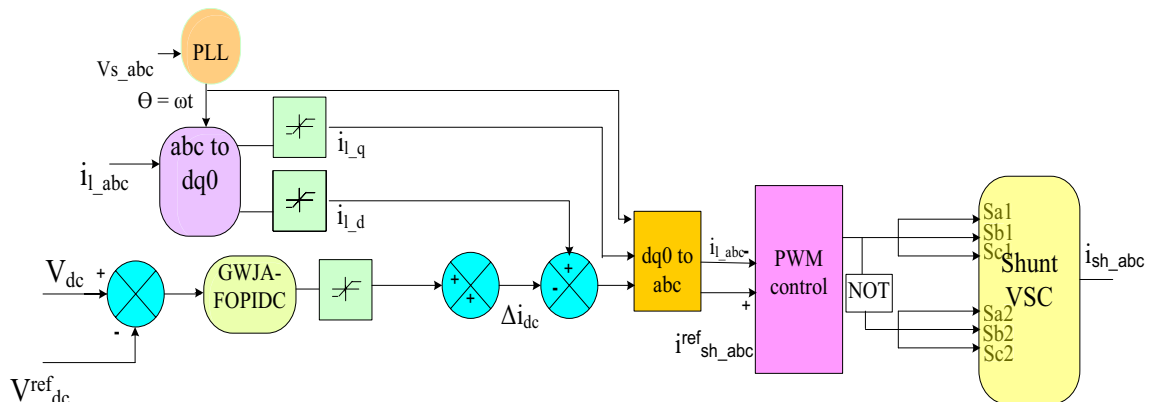 PLL
Vs_abc
Θ = ωt
abc to
dq0
i_l_abc
i_l_q
i_l_d
V_dc
+
-
V^ref_dc
GWJA-
FOPIDC
+
+
Δi_dc
+
-
dq0 to
abc
i_l_abc
-
+
i^ref_sh_abc
PWM
control
NOT
Sa1
Sb1
Sc1
Shunt
VSC
Sa2
Sb2
Sc2
i_sh_abc